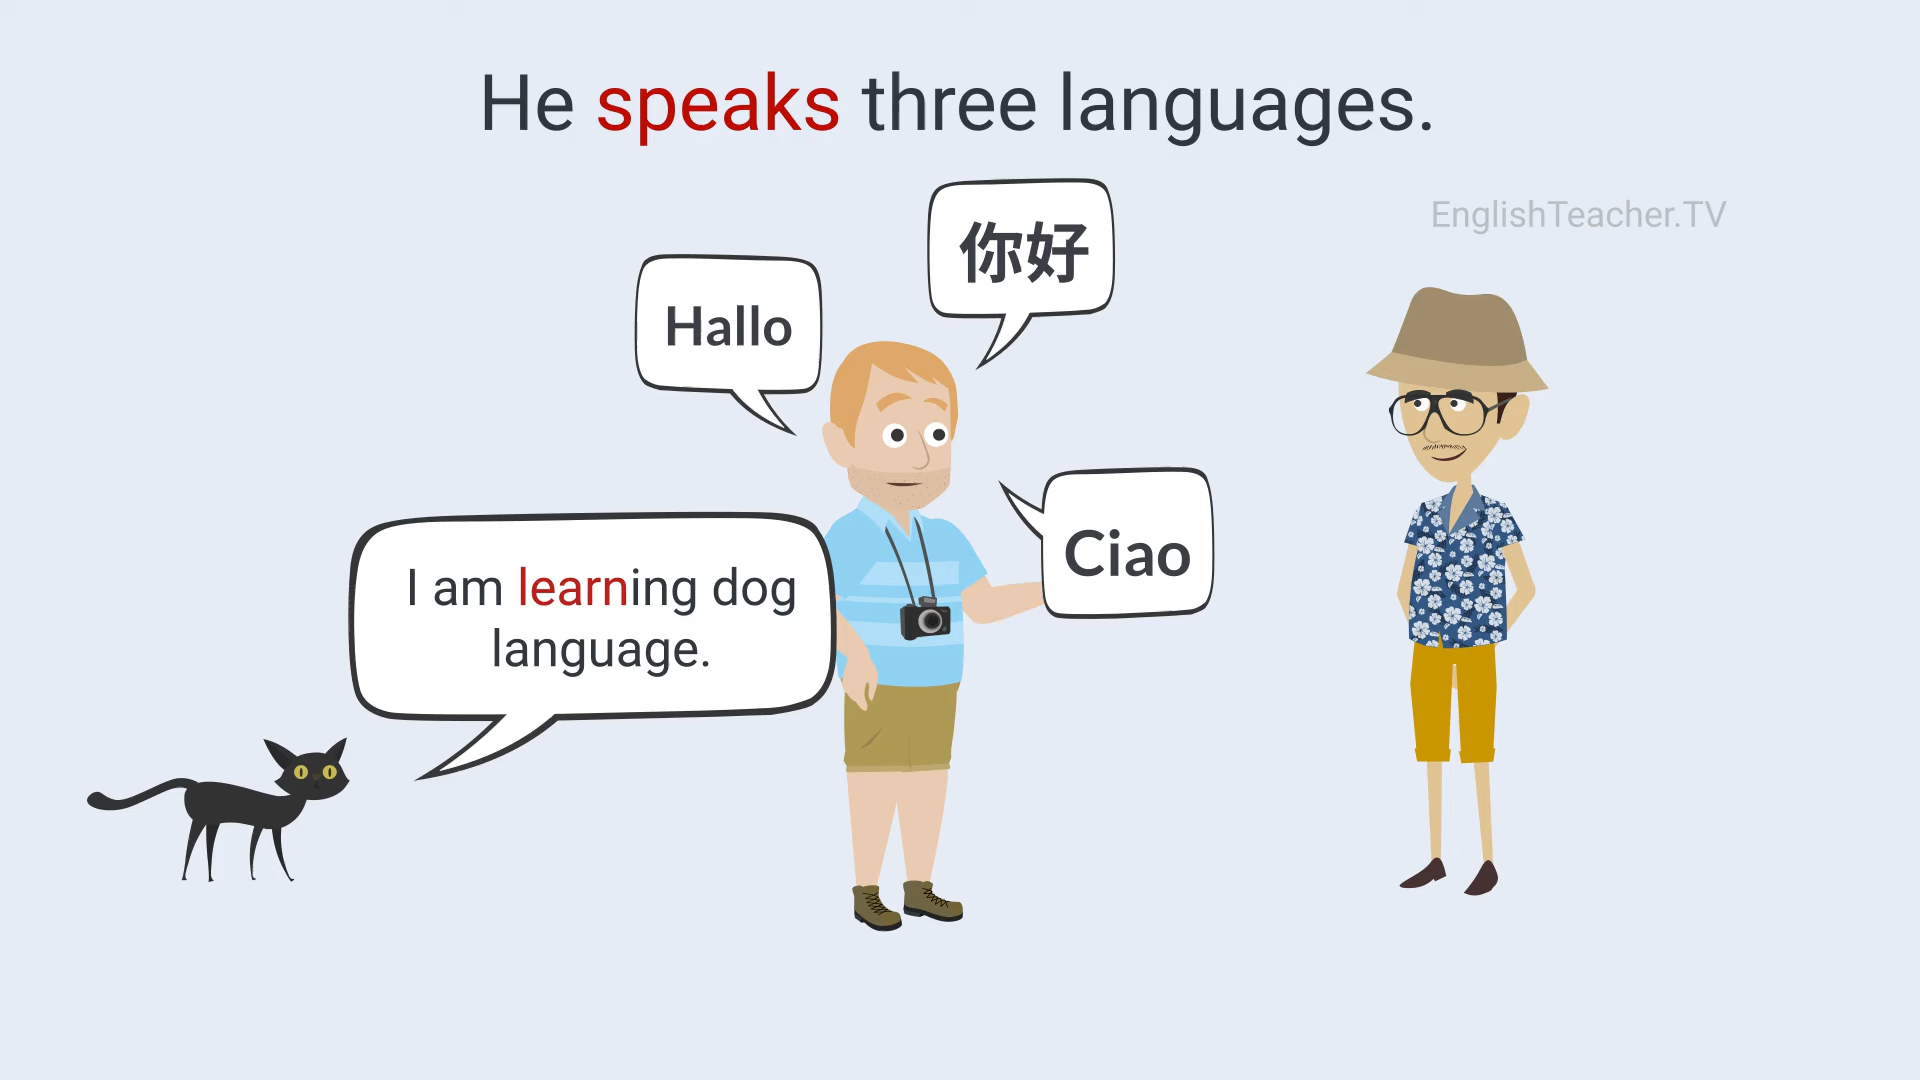 He speaks three languages.
EnglishTeacher.TV
你好
Hallo
Ciao
I am learning dog
language.